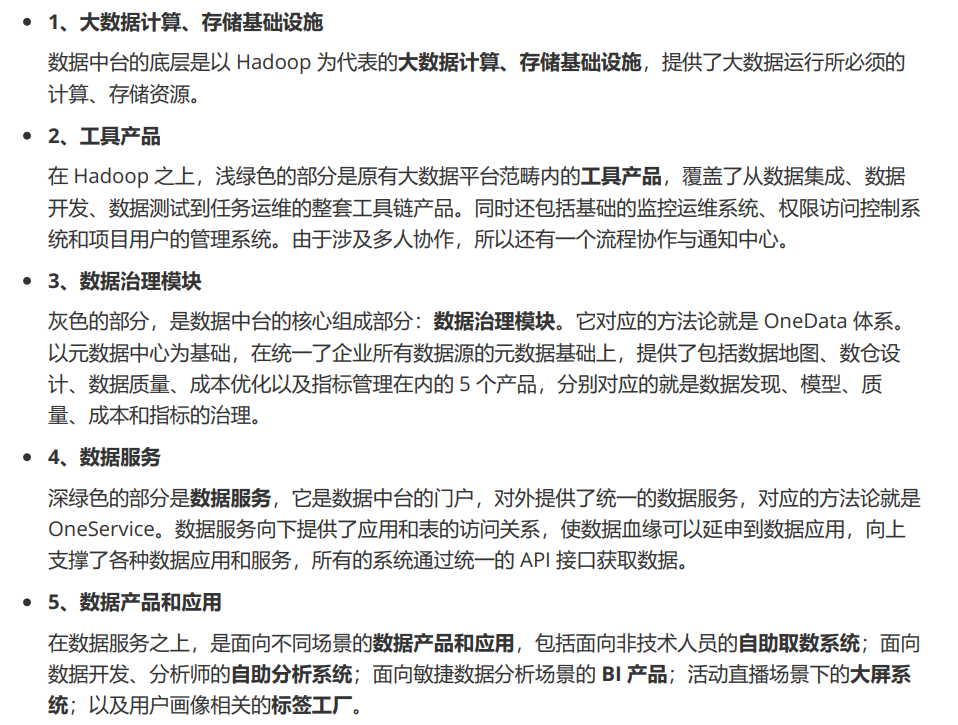 1、大数据计算、存储基础设施
数据中台的底层是以 Hadoop 为代表的大数据计算、存储基础设施，提供了大数据运行所必须的
计算、存储资源。
2、工具产品
在 Hadoop 之上，浅绿色的部分是原有大数据平台范畴内的工具产品，覆盖了从数据集成、数据
开发、数据测试到任务运维的整套工具链产品。同时还包括基础的监控运维系统、权限访问控制系
统和项目用户的管理系统。由于涉及多人协作，所以还有一个流程协作与通知中心。
3、数据治理模块
灰色的部分，是数据中台的核心组成部分：数据治理模块。它对应的方法论就是 OneData 体系。
以元数据中心为基础，在统一了企业所有数据源的元数据基础上，提供了包括数据地图、数仓设
计、数据质量、成本优化以及指标管理在内的 5 个产品，分别对应的就是数据发现、模型、质
量、成本和指标的治理。
4、数据服务
深绿色的部分是数据服务，它是数据中台的门户，对外提供了统一的数据服务，对应的方法论就是
OneService。数据服务向下提供了应用和表的访问关系，使数据血缘可以延申到数据应用，向上
支撑了各种数据应用和服务，所有的系统通过统一的 API 接口获取数据。
5、数据产品和应用
在数据服务之上，是面向不同场景的数据产品和应用，包括面向非技术人员的自助取数系统；面向
数据开发、分析师的自助分析系统；面向敏捷数据分析场景的 BI 产品；活动直播场景下的大屏系
统；以及用户画像相关的标签工厂。